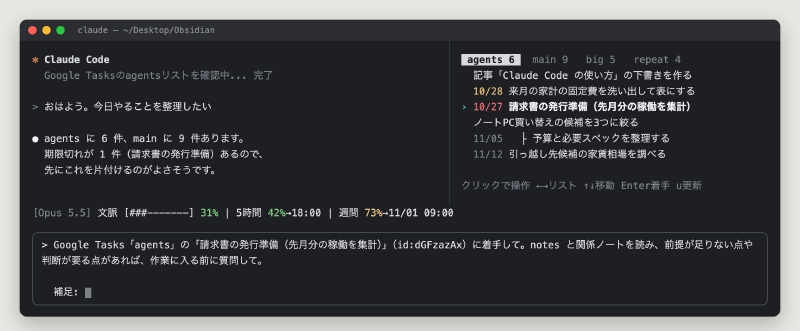 claude — ~/Desktop/Obsidian
✻ Claude Code
Google Tasksのagentsリストを確認中... 完了
> おはよう。今日やることを整理したい
● agents に 6 件、main に 9 件あります。
期限切れが 1 件（請求書の発行準備）あるので、
先にこれを片付けるのがよさそうです。
agents 6 main 9 big 5 repeat 4
記事「Claude Code の使い方」の下書きを作る
10/28 来月の家計の固定費を洗い出して表にする
› 10/27 請求書の発行準備（先月分の稼働を集計）
ノートPC買い替えの候補を3つに絞る
11/05 ├ 予算と必要スペックを整理する
11/12 引っ越し先候補の家賃相場を調べる
クリックで操作 ←→リスト ↑↓移動 Enter着手 u更新
[Opus 5.5] 文脈 [###−−−−−−−] 31% | 5時間 42%→18:00 | 週間 73%→11/01 09:00
> Google Tasks「agents」の「請求書の発行準備（先月分の稼働を集計）」（id:dGFzazAx）に着手して。notes と関係ノートを読み、前提が足りない点や
判断が要る点があれば、作業に入る前に質問して。
補足: